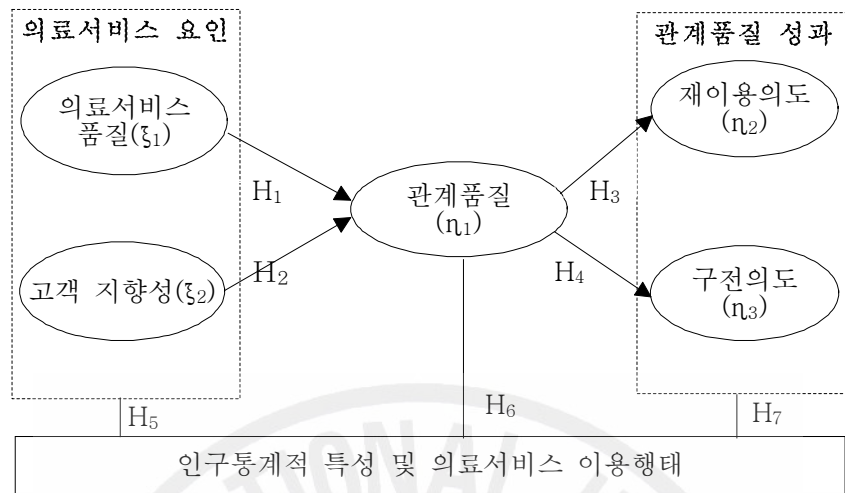 의료서비스 요인
관계품질 성과
의료서비스
품질(ξ1)
재이용의도
(η2)
H1
관계품질
(η1)
H3
고객 지향성(ξ2)
H2
H4
구전의도
(η3)
H5
H6
H7
인구통계적 특성 및 의료서비스 이용행태